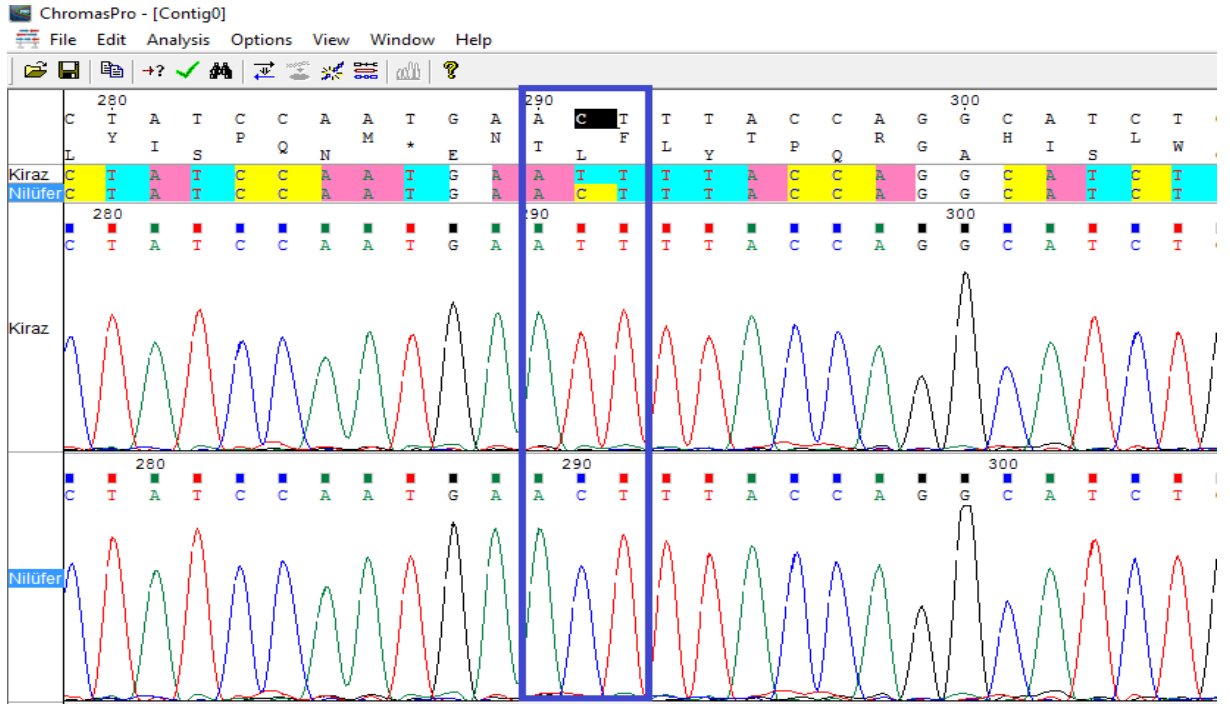 ChromasPro - [Contig0]
File Edit Analysis Options View Window Help
280 290 300
C T A T C C A A T G A A C T T T A C C A G G C A T C T
Y P M N F T R H L
I Q * T L P G I W
L S N E L Y Q A S
Kiraz C T A T C C A A T G A A T T T T A C C A G G C A T C T
Nilüfer C T A T C C A A T G A A C T T T A C C A G G C A T C T
280 290 300
C T A T C C A A T G A A T T T T A C C A G G C A T C T
Kiraz
280 290 300
C T A T C C A A T G A A C T T T A C C A G G C A T C T
Nilüfer